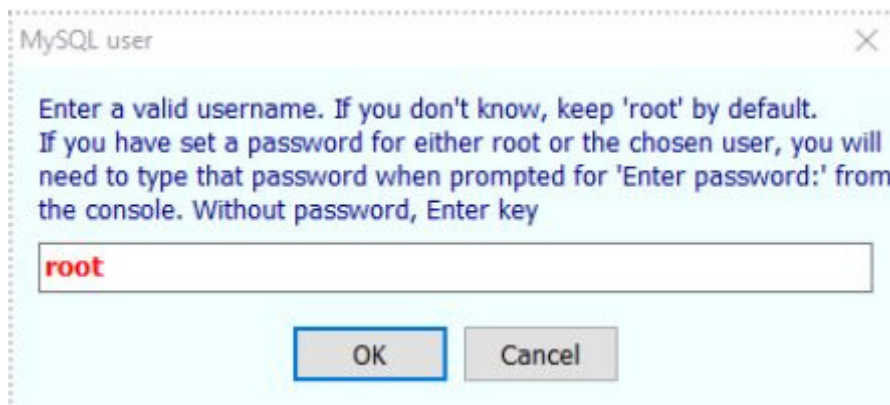 MySQL user
Enter a valid username. If you don't know, keep 'root' by default.
If you have set a password for either root or the chosen user, you will
need to type that password when prompted for 'Enter password:' from
the console. Without password, Enter key
root
OK Cancel